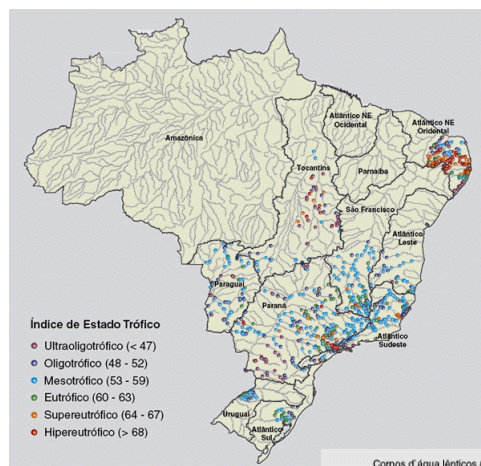 Atlântico NE
Ocidental
Atlântico NE
Oridental
Amazônica
Tocantins
Parnaíba
São Francisco
Atlântico
Leste
Paraguai
Paraná
Atlântico
Sudeste
Uruguai
Atlântico
Sul
Índice de Estado Trófico
Ultraoligotrófico (< 47)
Oligotrófico (48 - 52)
Mesotrófico (53 - 59)
Eutrófico (60 - 63)
Supereutrófico (64 - 67)
Hipereutrófico (> 68)
Corpos d`água lênticos (